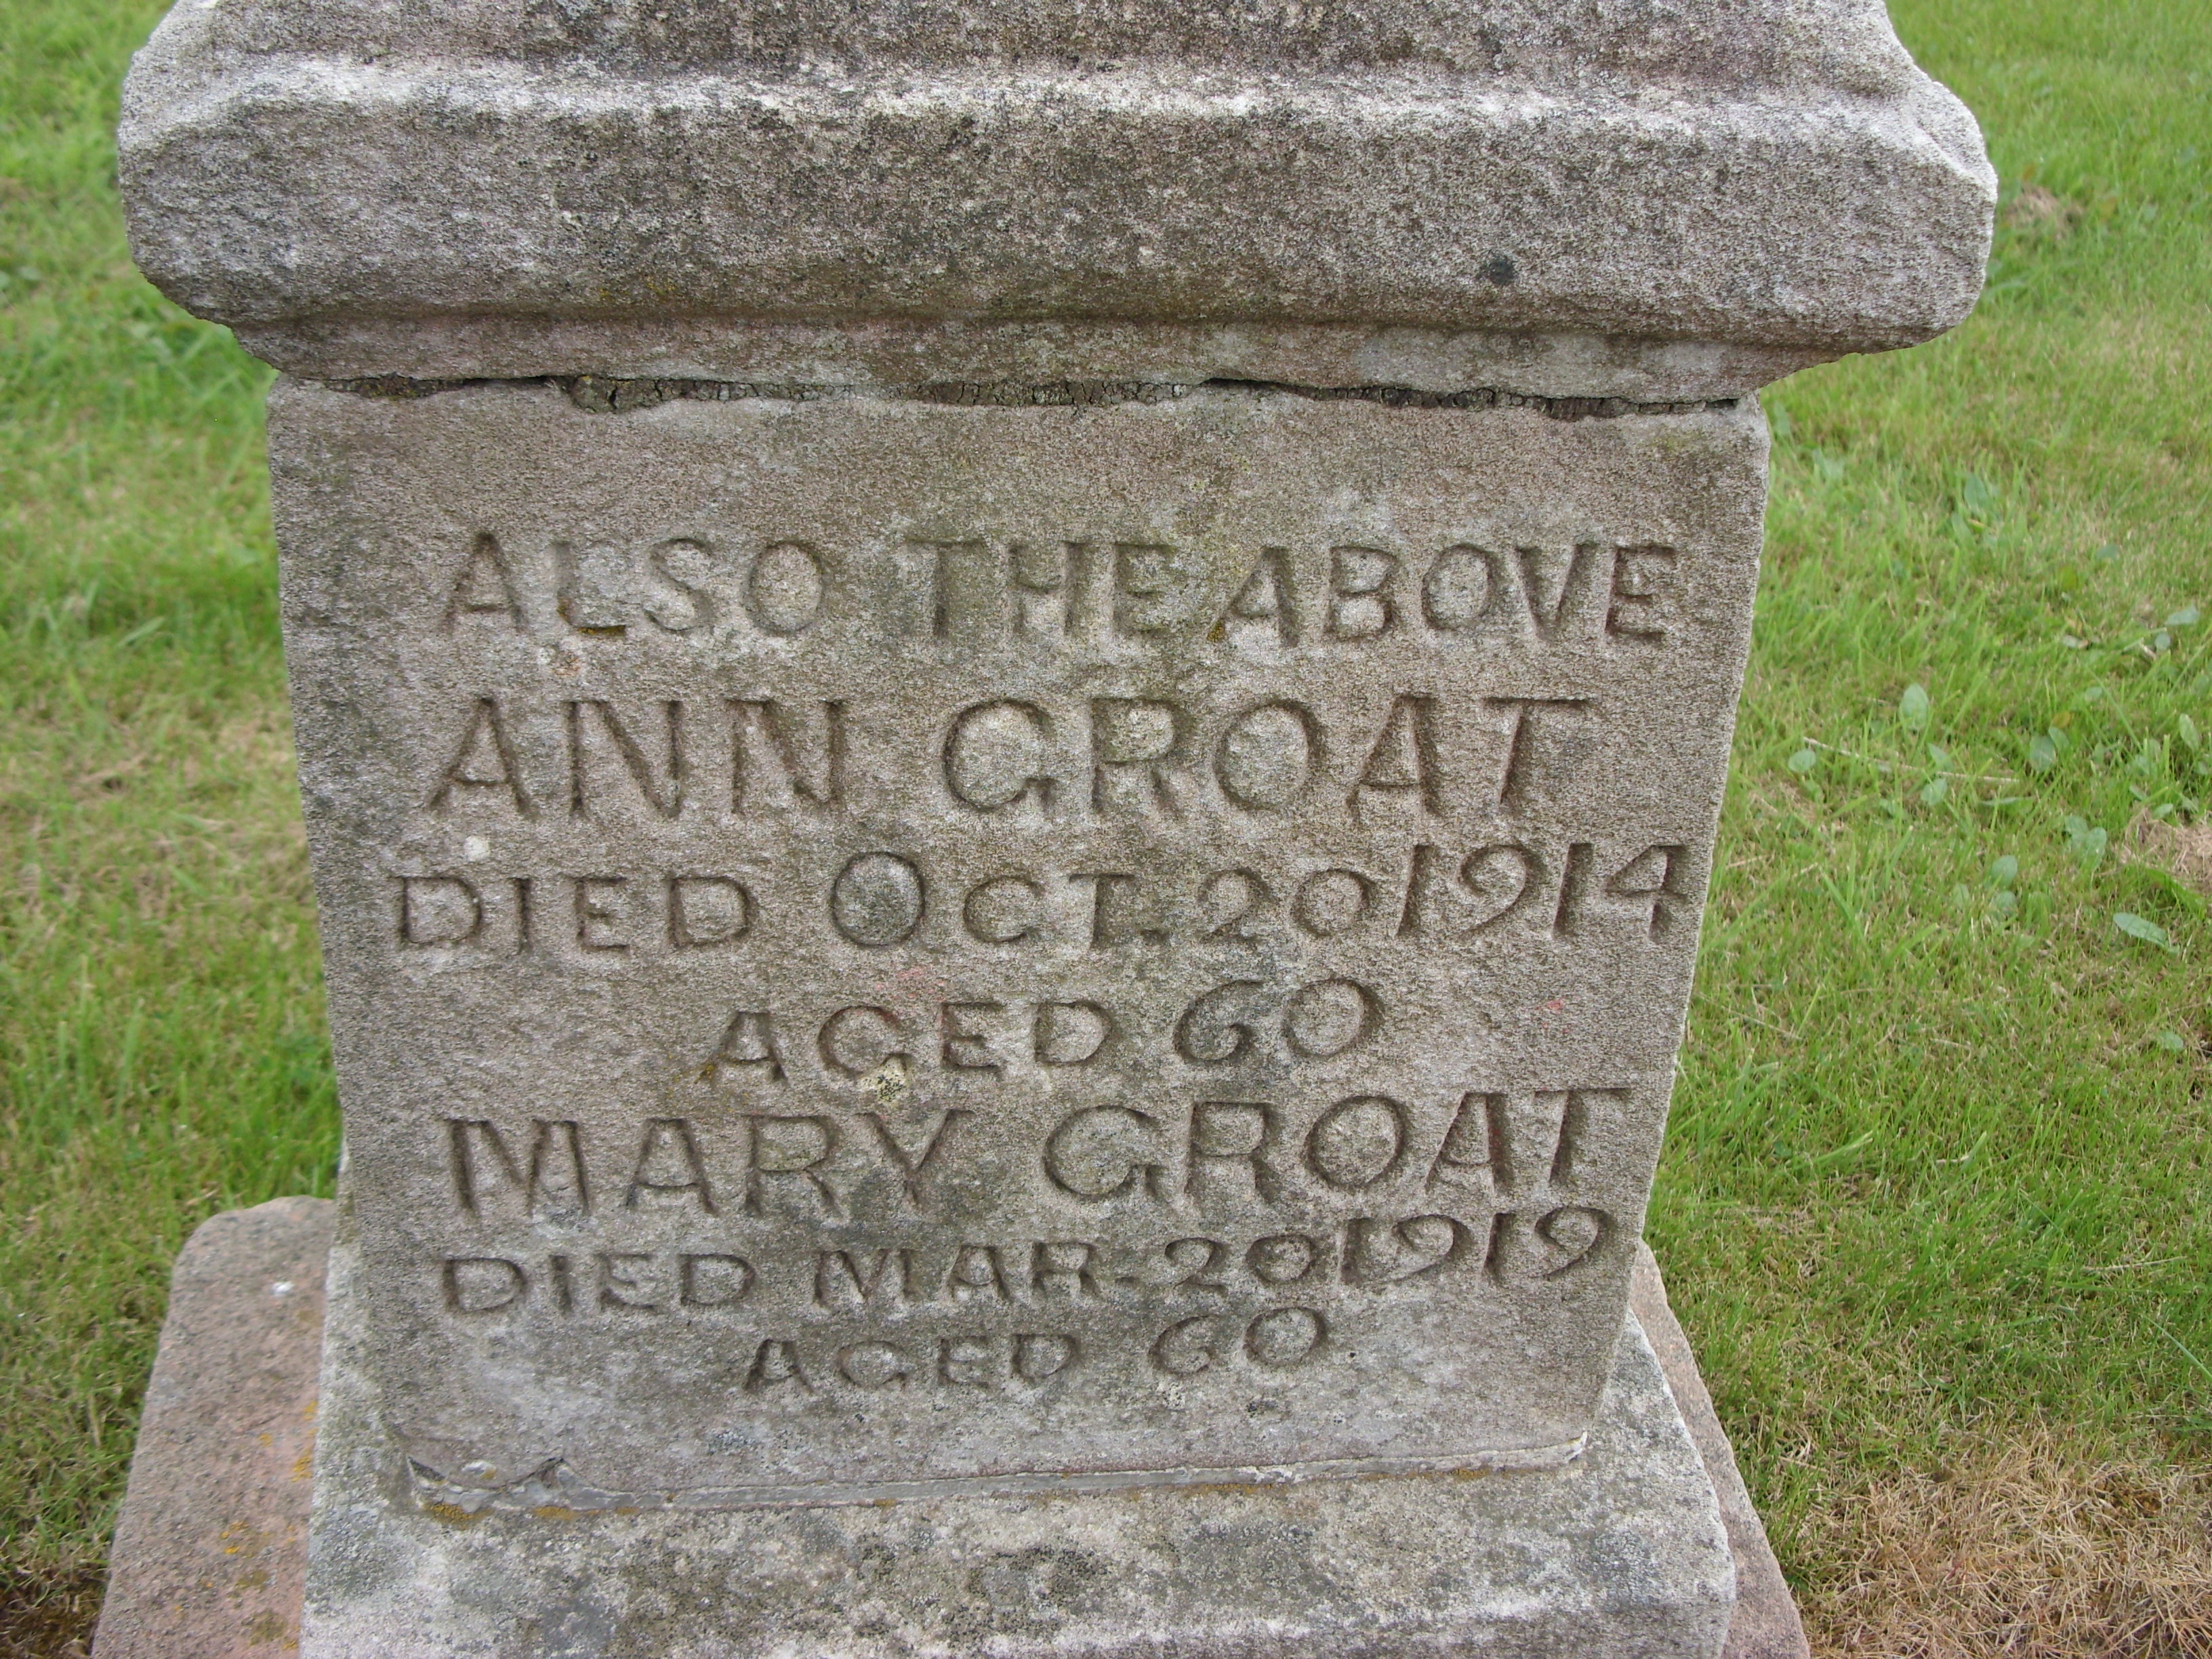 ALSO THE ABOVE
ANN GROAT
DIED OCT. 20 1914
AGED 60
MARY GROAT
DIED MAR. 20 1919
AGED 60